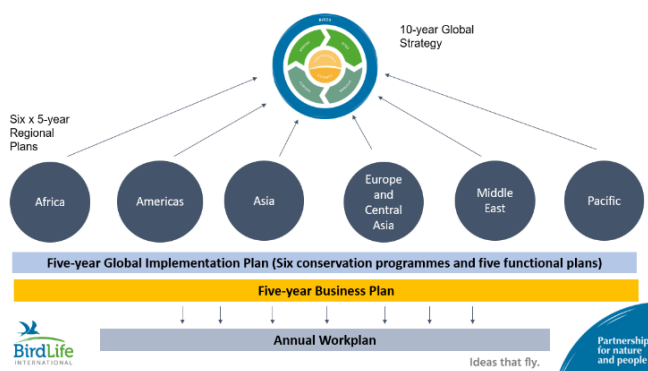 10-year Global
Strategy
Six x 5-year
Regional
Plans
Africa
Americas
Asia
Europe
and
Central
Asia
Middle
East
Pacific
Five-year Global Implementation Plan (Six conservation programmes and five functional plans)
Five-year Business Plan
Annual Workplan
BirdLife
INTERNATIONAL
Ideas that fly.
Partnership
for nature
and people